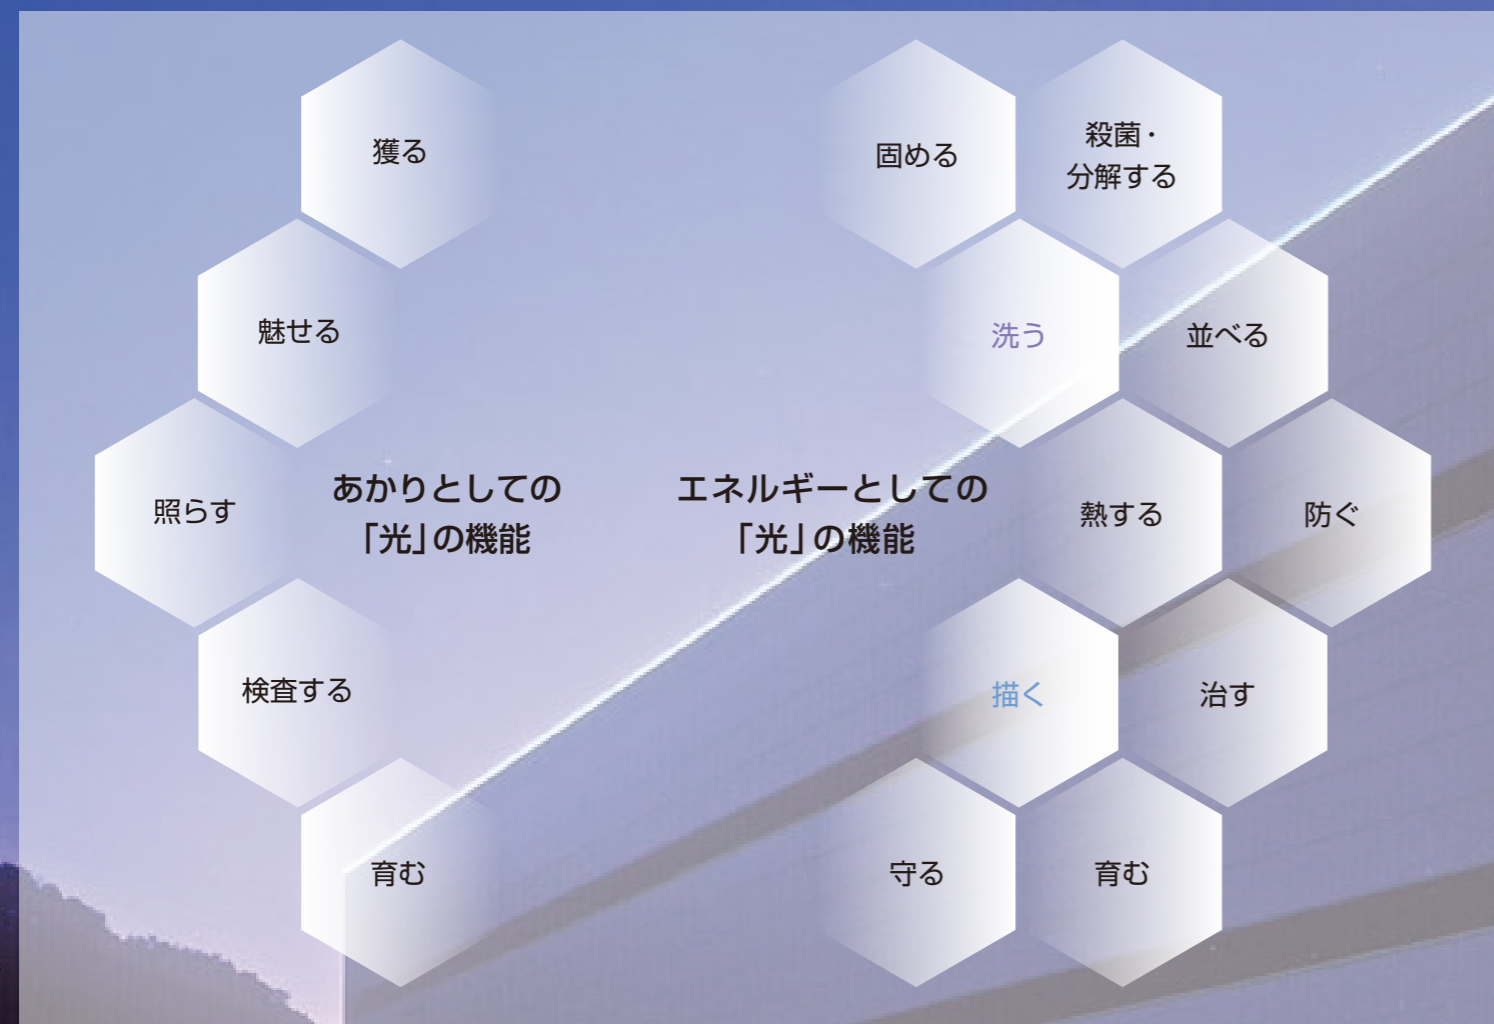 獲る
魅せる
照らす
あかりとしての
「光」の機能
検査する
育む
固める
殺菌・
分解する
洗う
並べる
エネルギーとしての
「光」の機能
熱する
防ぐ
描く
治す
守る
育む